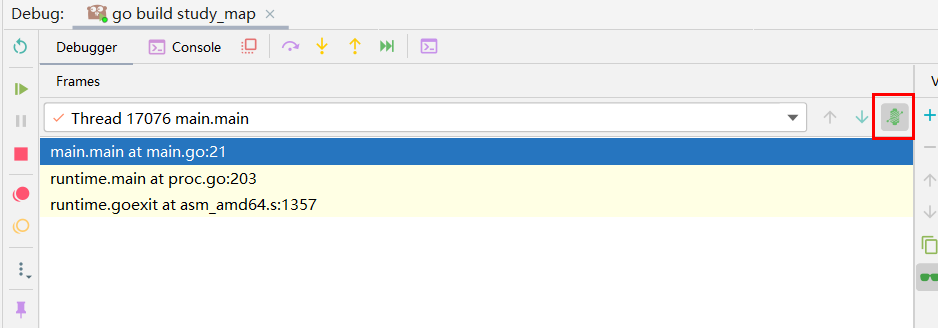 Debug: go build study_map
Debugger Console
Frames V
Thread 17076 main.main
main.main at main.go:21
runtime.main at proc.go:203
runtime.goexit at asm_amd64.s:1357